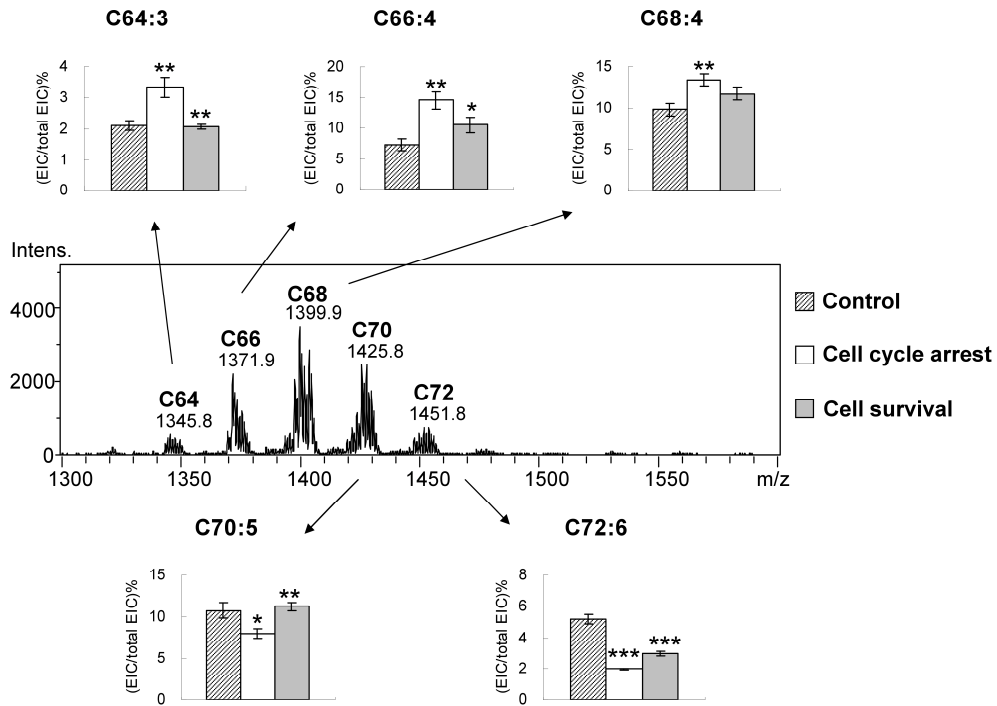 C64:3
C66:4
C68:4
(EIC/total EIC)%
4
3
2
1
0
**
**
(EIC/total EIC)%
20
15
10
5
0
**
*
(EIC/total EIC)%
15
10
5
0
**
Intens.
4000
2000
0
C64
1345.8
C66
1371.9
C68
1399.9
C70
1425.8
C72
1451.8
1300 1350 1400 1450 1500 1550 m/z
Control
Cell cycle arrest
Cell survival
C70:5
C72:6
(EIC/total EIC)%
15
10
5
0
*
**
(EIC/total EIC)%
8
6
4
2
0
***
***